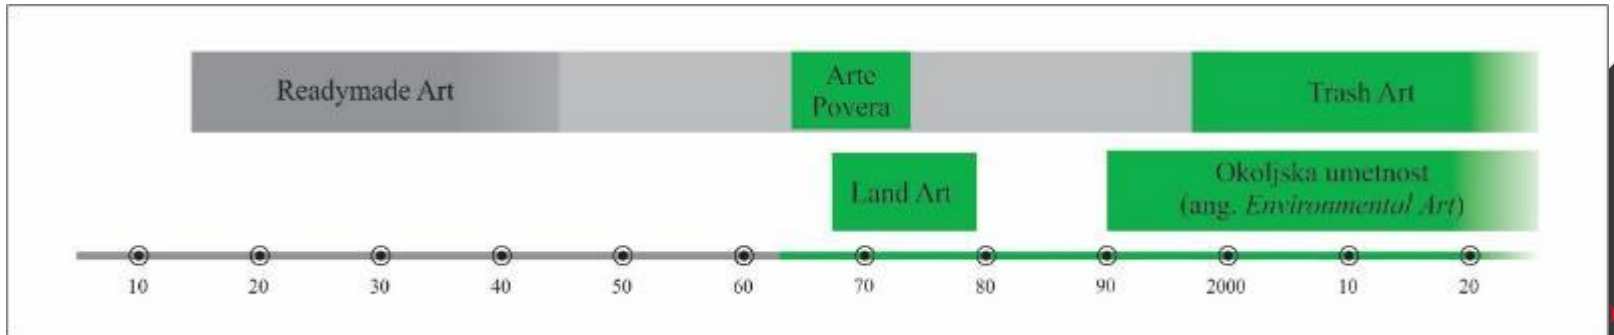 Readymade Art
Arte
Povera
Trash Art
Land Art
Okoljska umetnost
(ang. Environmental Art)
10 20 30 40 50 60 70 80 90 2000 10 20